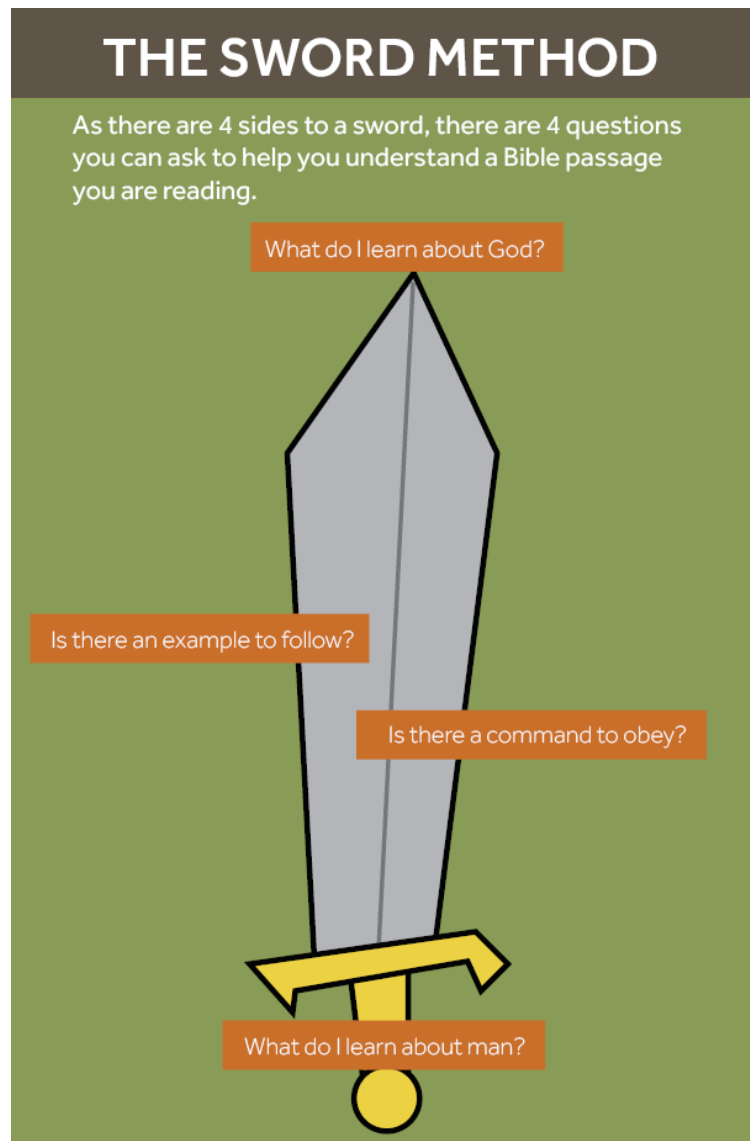 THE SWORD METHOD
As there are 4 sides to a sword, there are 4 questions
you can ask to help you understand a Bible passage
you are reading.
What do I learn about God?
Is there an example to follow?
Is there a command to obey?
What do I learn about man?